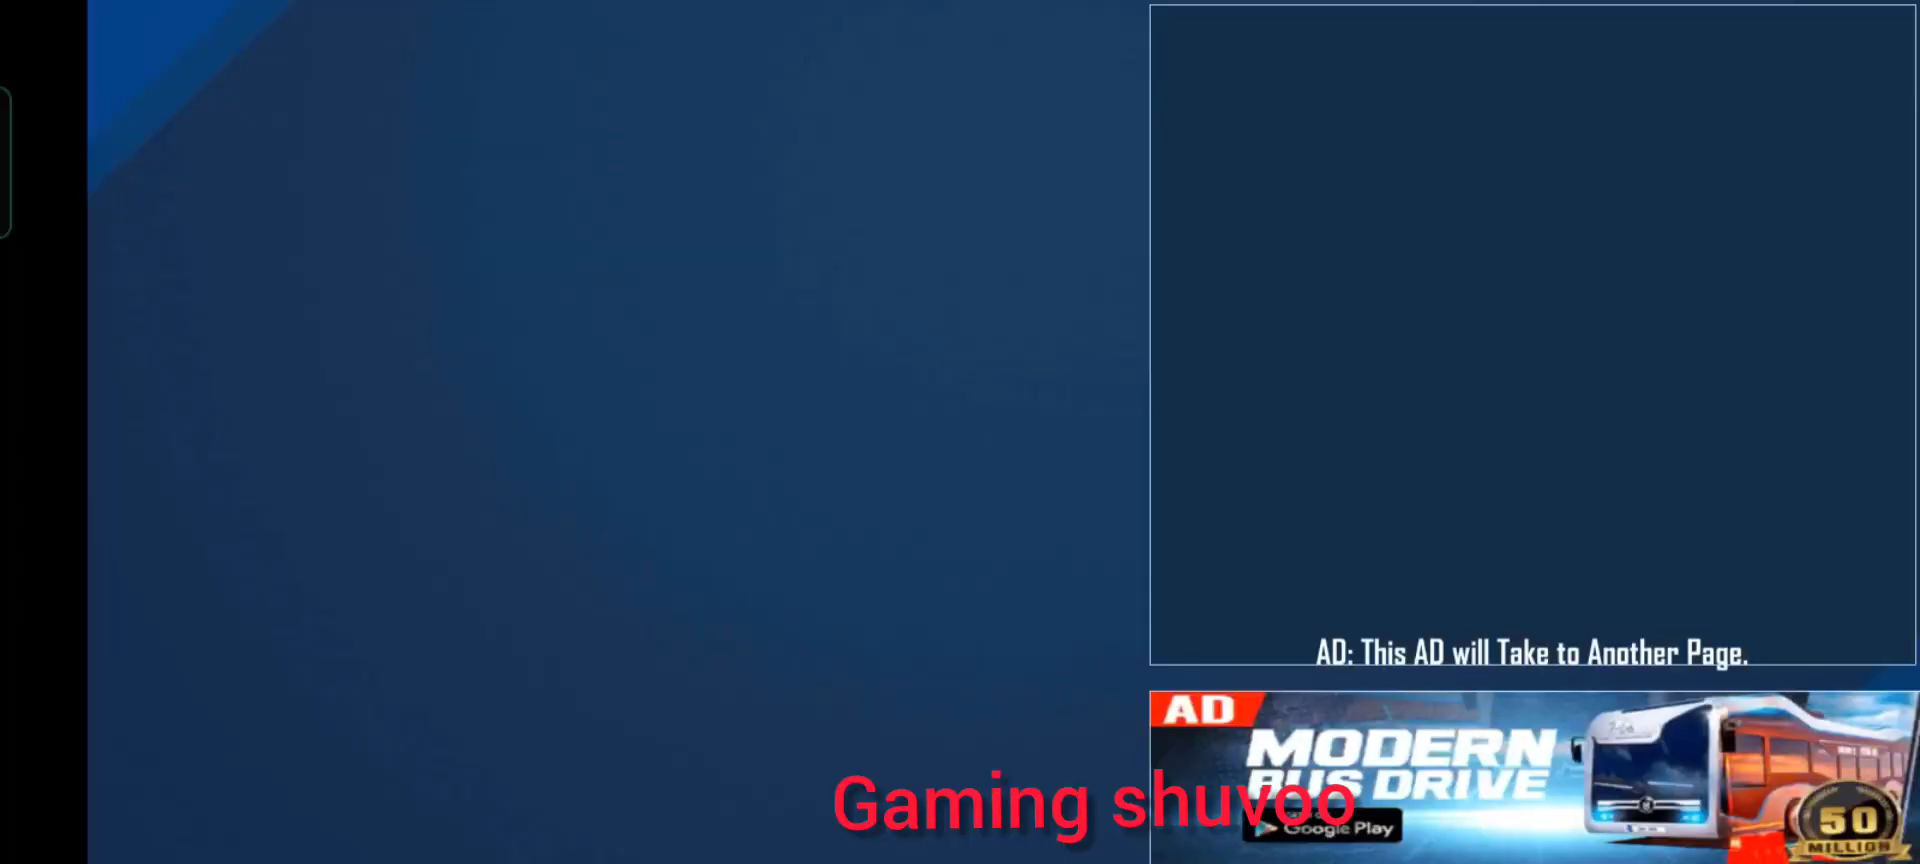 AD: This AD will Take to Another Page.
AD
MODERN
BUS DRIVE
Google Play
50
MILLION
Gaming shuvoo